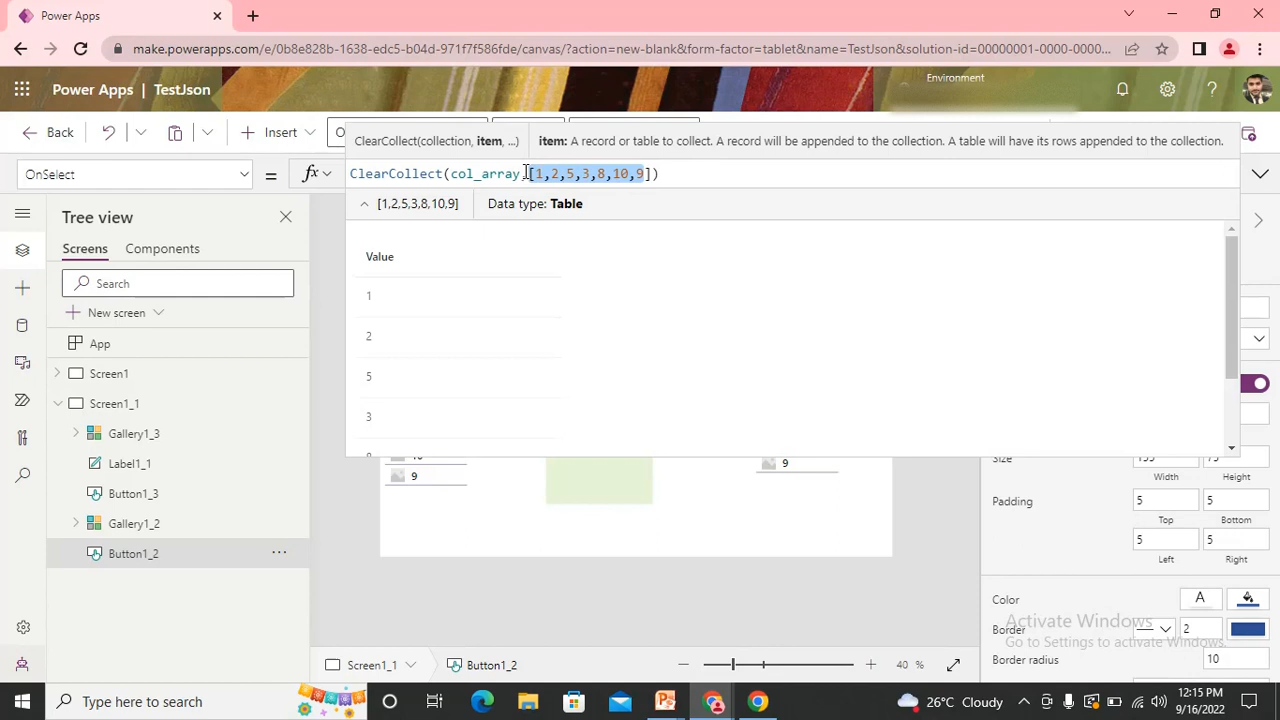 Power Apps
make.powerapps.com/e/0b8e828b-1638-edc5-b04d-971f7f586fde/canvas/?action=new-blank&form-factor=tablet&name=TestJson&solution-id=00000001-0000-0000...
Power Apps | TestJson
Environment
Back
Insert
ClearCollect(collection, item, ...)
item: A record or table to collect. A record will be appended to the collection. A table will have its rows appended to the collection.
OnSelect
=
fx
ClearCollect(col_array,[1,2,5,3,8,10,9])
[1,2,5,3,8,10,9]
Data type: Table
Tree view
Screens
Components
Value
Search
1
New screen
2
App
Screen1
5
Screen1_1
3
Gallery1_3
Label1_1
9
9
Size
Width
Height
Button1_3
Padding
5
5
Top
Bottom
Gallery1_2
5
5
Left
Right
Button1_2
Color
A
Activate Windows
Border
2
Go to Settings to activate Windows.
Border radius
10
Screen1_1
Button1_2
40 %
Type here to search
26°C Cloudy
12:15 PM
9/16/2022